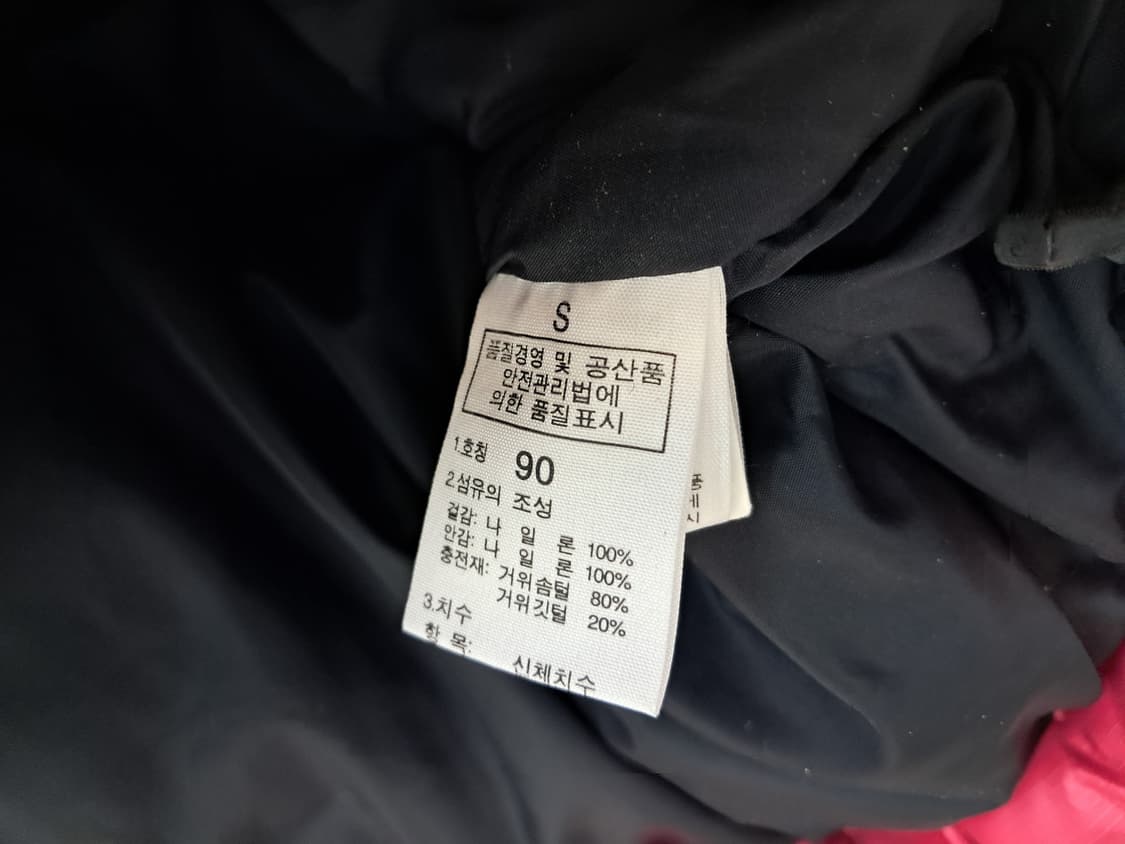 S
품질경영 및 공산품
안전관리법에
의한 품질표시
1.호칭 90
2.섬유의 조성
겉감: 나 일 론 100%
안감: 나 일 론 100%
충전재: 거위솜털 80%
거위깃털 20%
3.치수
항 목: 신체치수
품
에
시